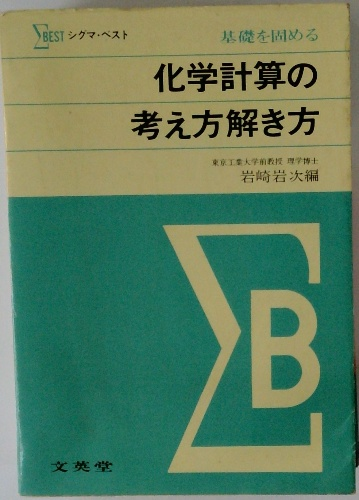 ΣBEST シグマ・ベスト
基礎を固める
化学計算の
考え方解き方
東京工業大学前教授 理学博士
岩崎岩次編
ΣB
文英堂